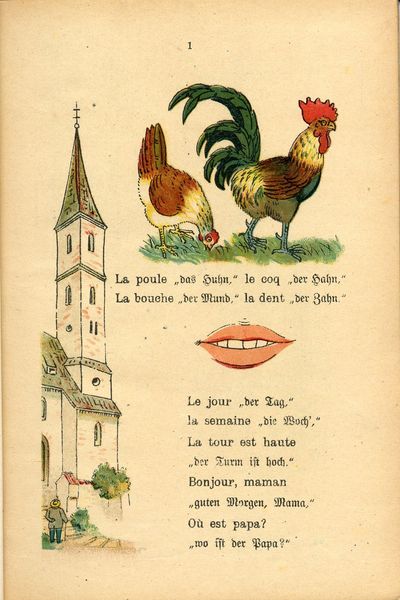 1
La poule „das Huhn,“ le coq „der Hahn,“
La bouche „der Mund,“ la dent „der Zahn.“
Le jour „der Tag,“
la semaine „die Woch',“
La tour est haute
„der Turm ist hoch.“
Bonjour, maman
„guten Morgen, Mama,“
Où est papa?
„wo ist der Papa?“